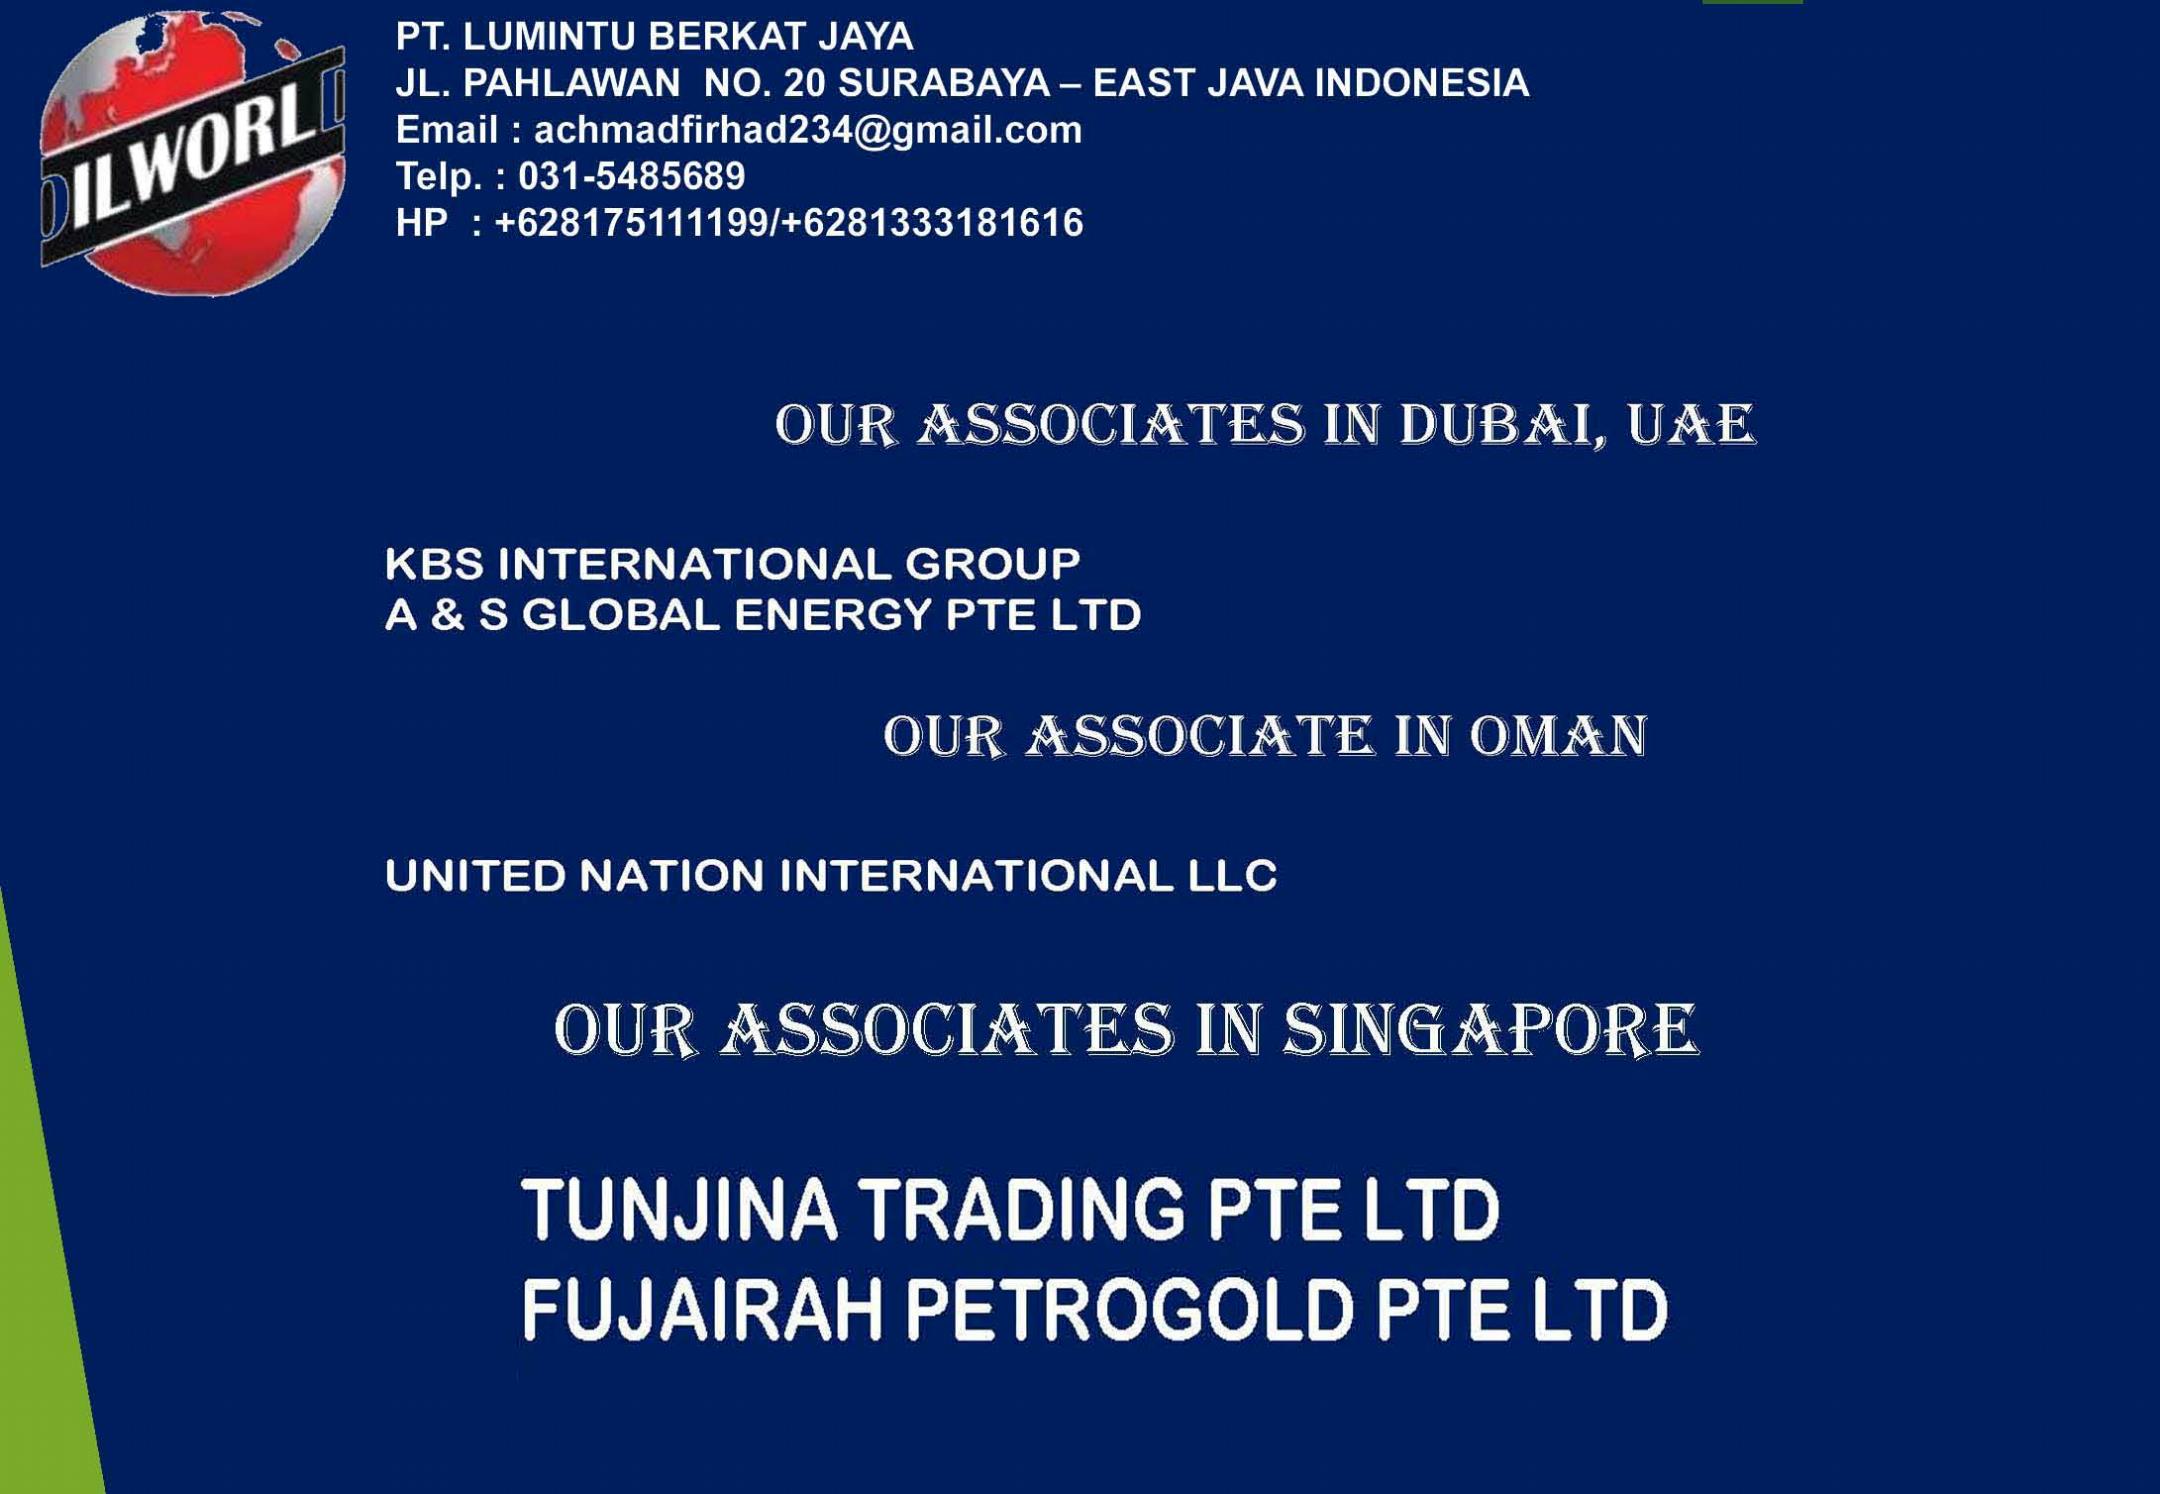 OILWORLD
PT. LUMINTU BERKAT JAYA
JL. PAHLAWAN NO. 20 SURABAYA – EAST JAVA INDONESIA
Email : achmadfirhad234@gmail.com
Telp. : 031-5485689
HP : +628175111199/+6281333181616
OUR ASSOCIATES IN DUBAI, UAE
KBS INTERNATIONAL GROUP
A & S GLOBAL ENERGY PTE LTD
OUR ASSOCIATE IN OMAN
UNITED NATION INTERNATIONAL LLC
OUR ASSOCIATES IN SINGAPORE
TUNJINA TRADING PTE LTD
FUJAIRAH PETROGOLD PTE LTD